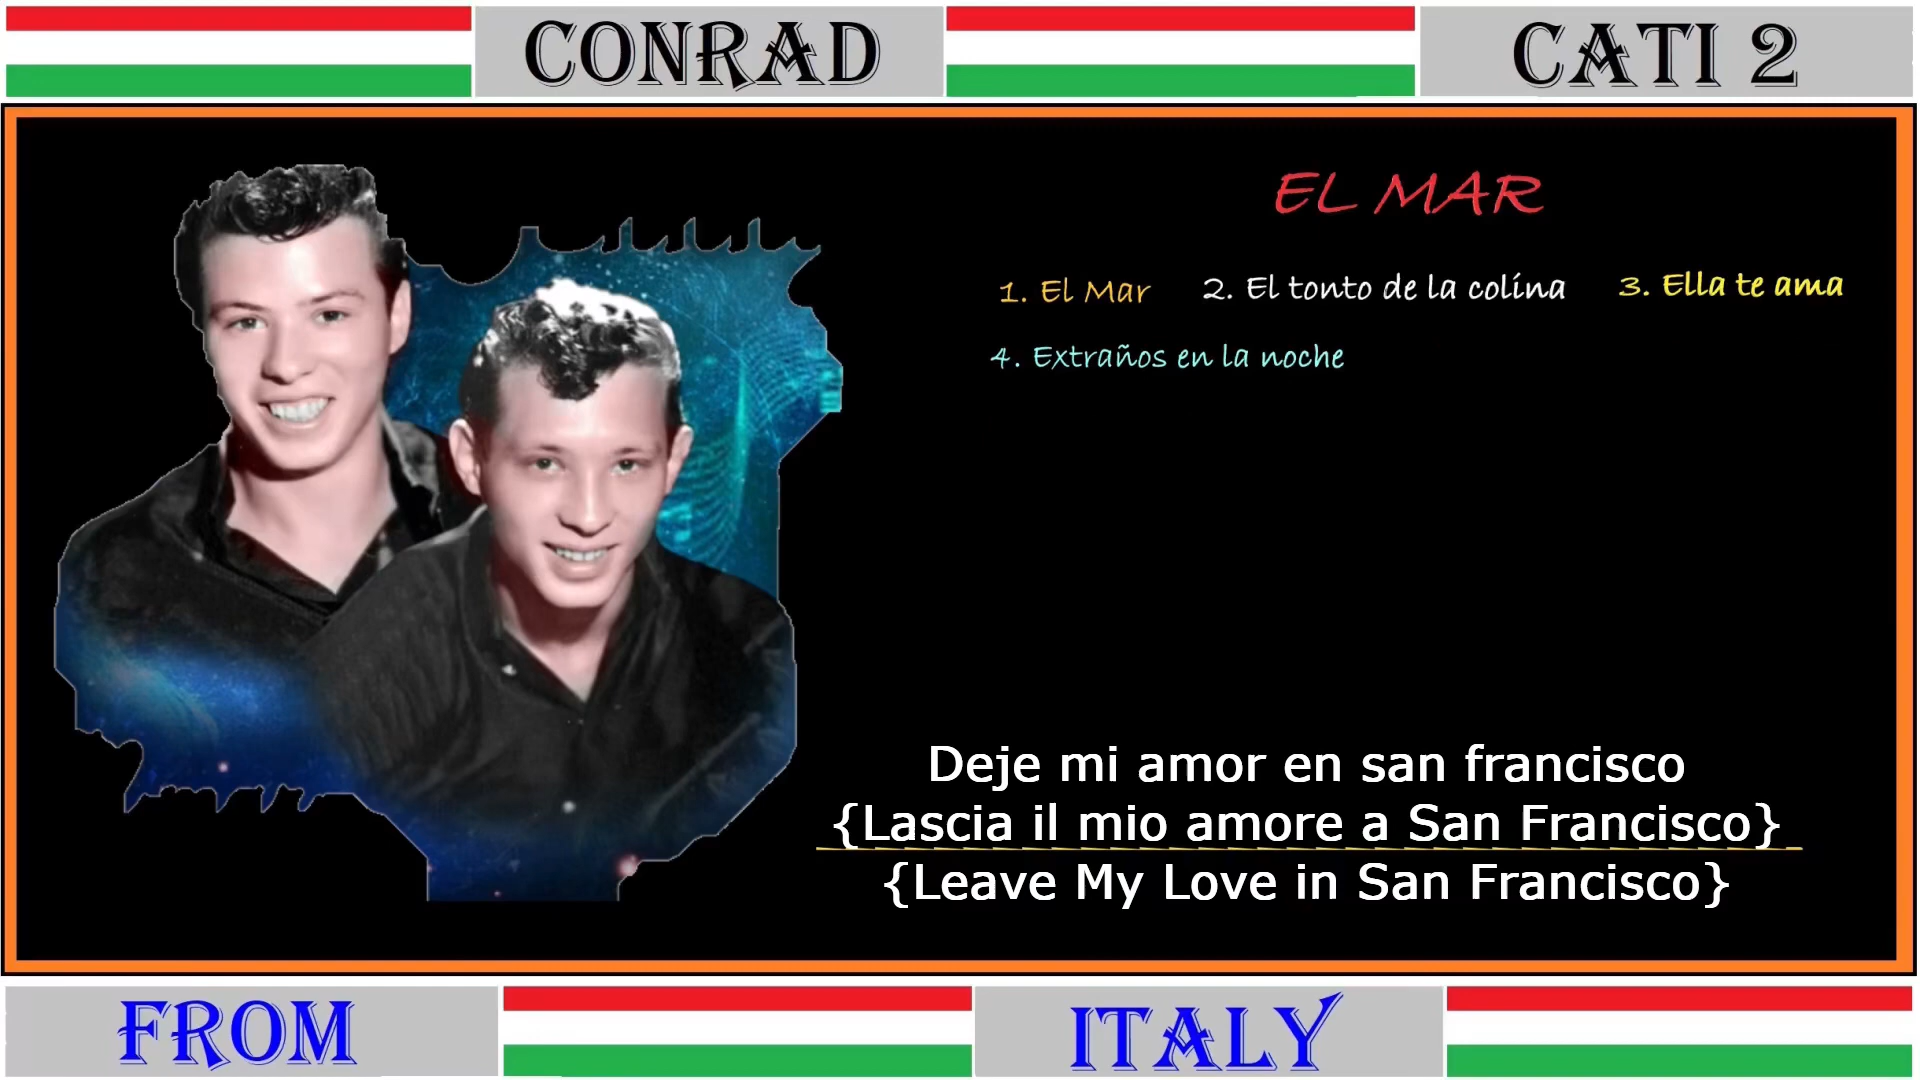 CONRAD CATI 2
EL MAR
1. El Mar 2. El tonto de la colina 3. Ella te ama
4. Extraños en la noche
Deje mi amor en san francisco
{Lascia il mio amore a San Francisco}
{Leave My Love in San Francisco}
FROM ITALY